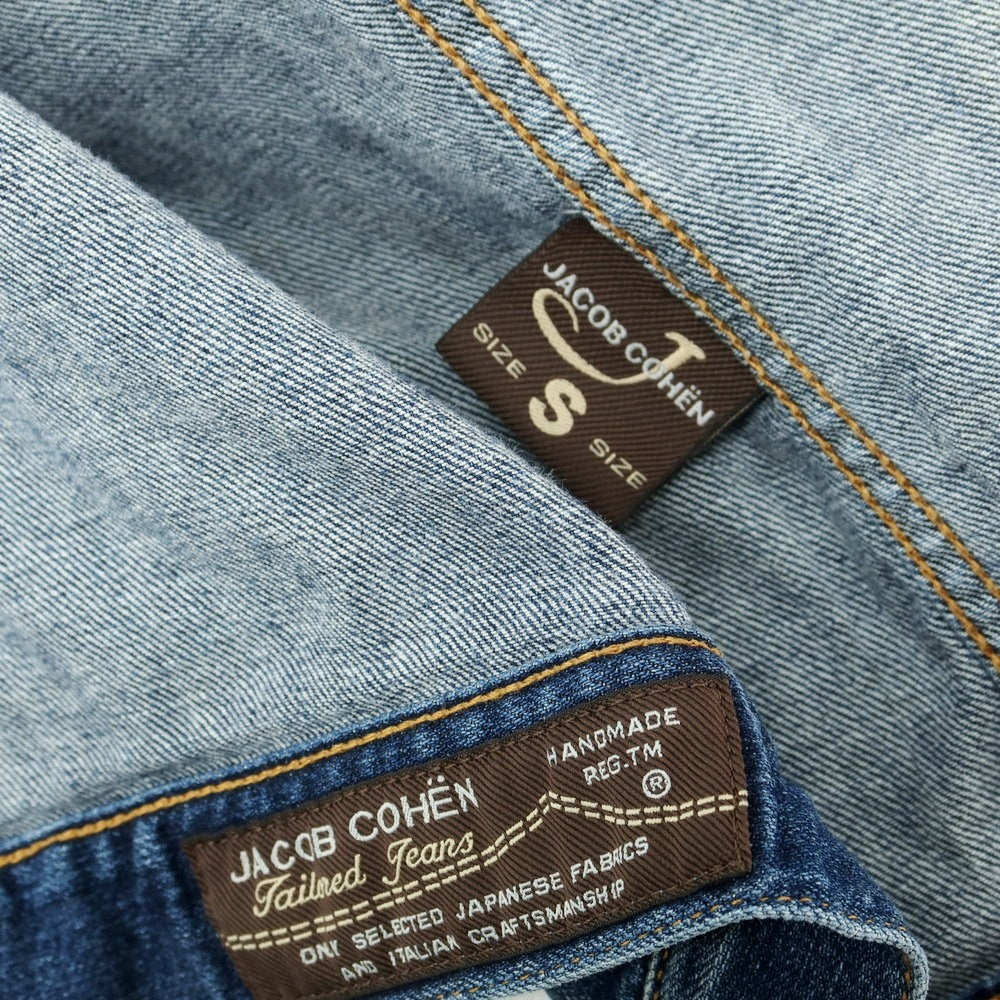 JACOB COHËN
J
SIZE S SIZE
HANDMADE
REG.TM
®
JACOB COHËN
Tailored Jeans
ONLY SELECTED JAPANESE FABRICS
AND ITALIAN CRAFTSMANSHIP